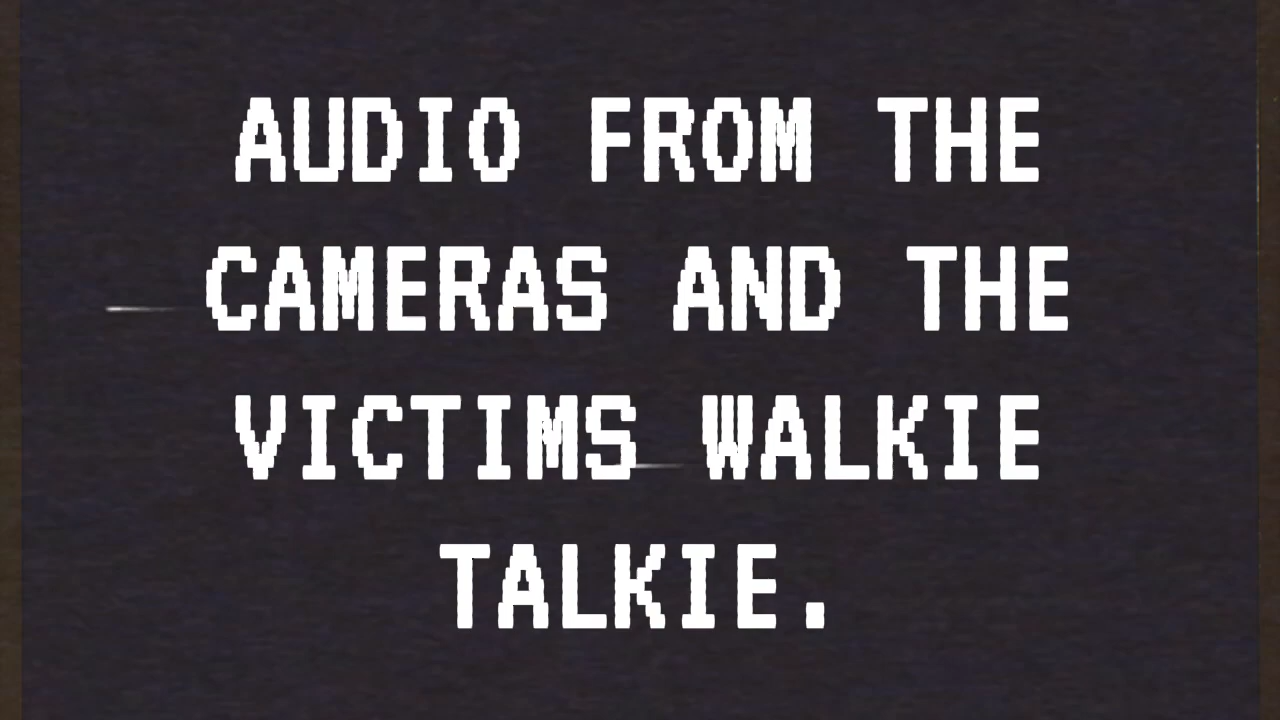 AUDIO FROM THE
CAMERAS AND THE
VICTIMS WALKIE
TALKIE.